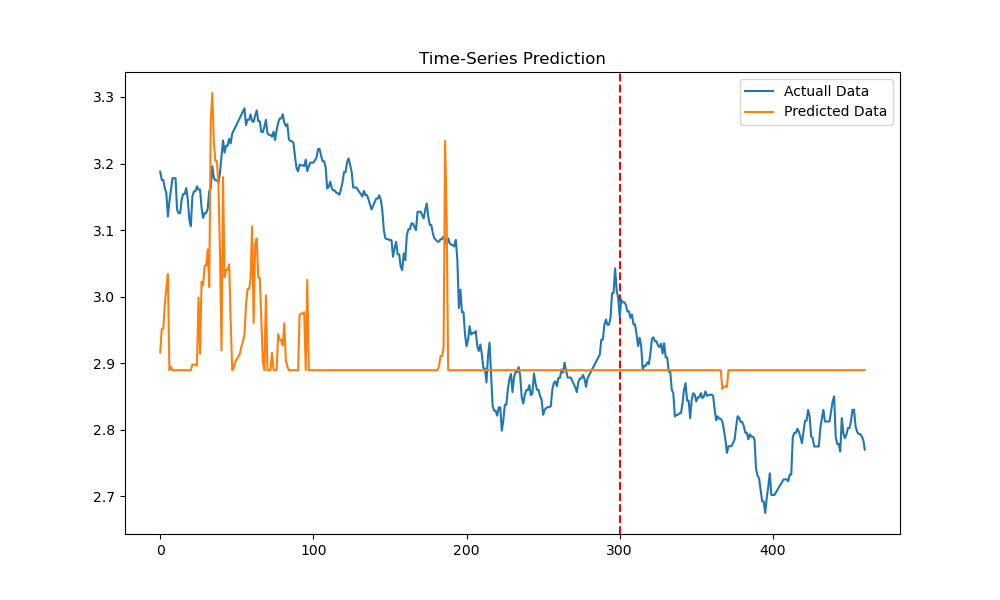 Time-Series Prediction
Actuall Data
Predicted Data
3.3
3.2
3.1
3.0
2.9
2.8
2.7
0 100 200 300 400